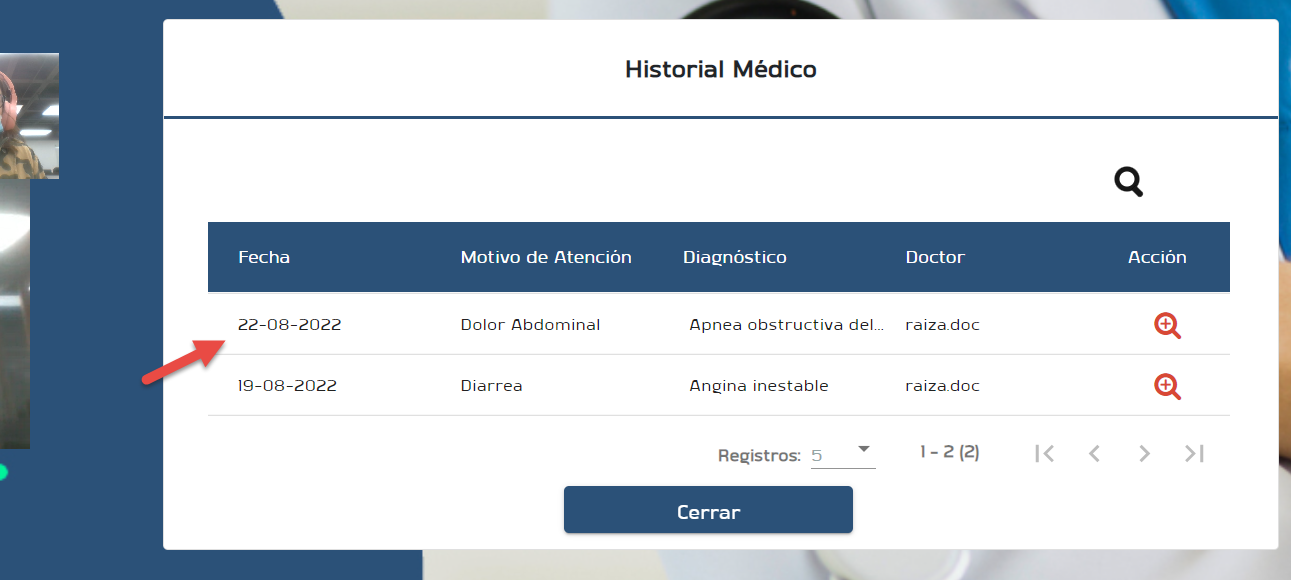 Historial Médico
Fecha Motivo de Atención Diagnóstico Doctor Acción
22-08-2022 Dolor Abdominal Apnea obstructiva del... raiza.doc
19-08-2022 Diarrea Angina inestable raiza.doc
Registros: 5 1 - 2 (2)
Cerrar